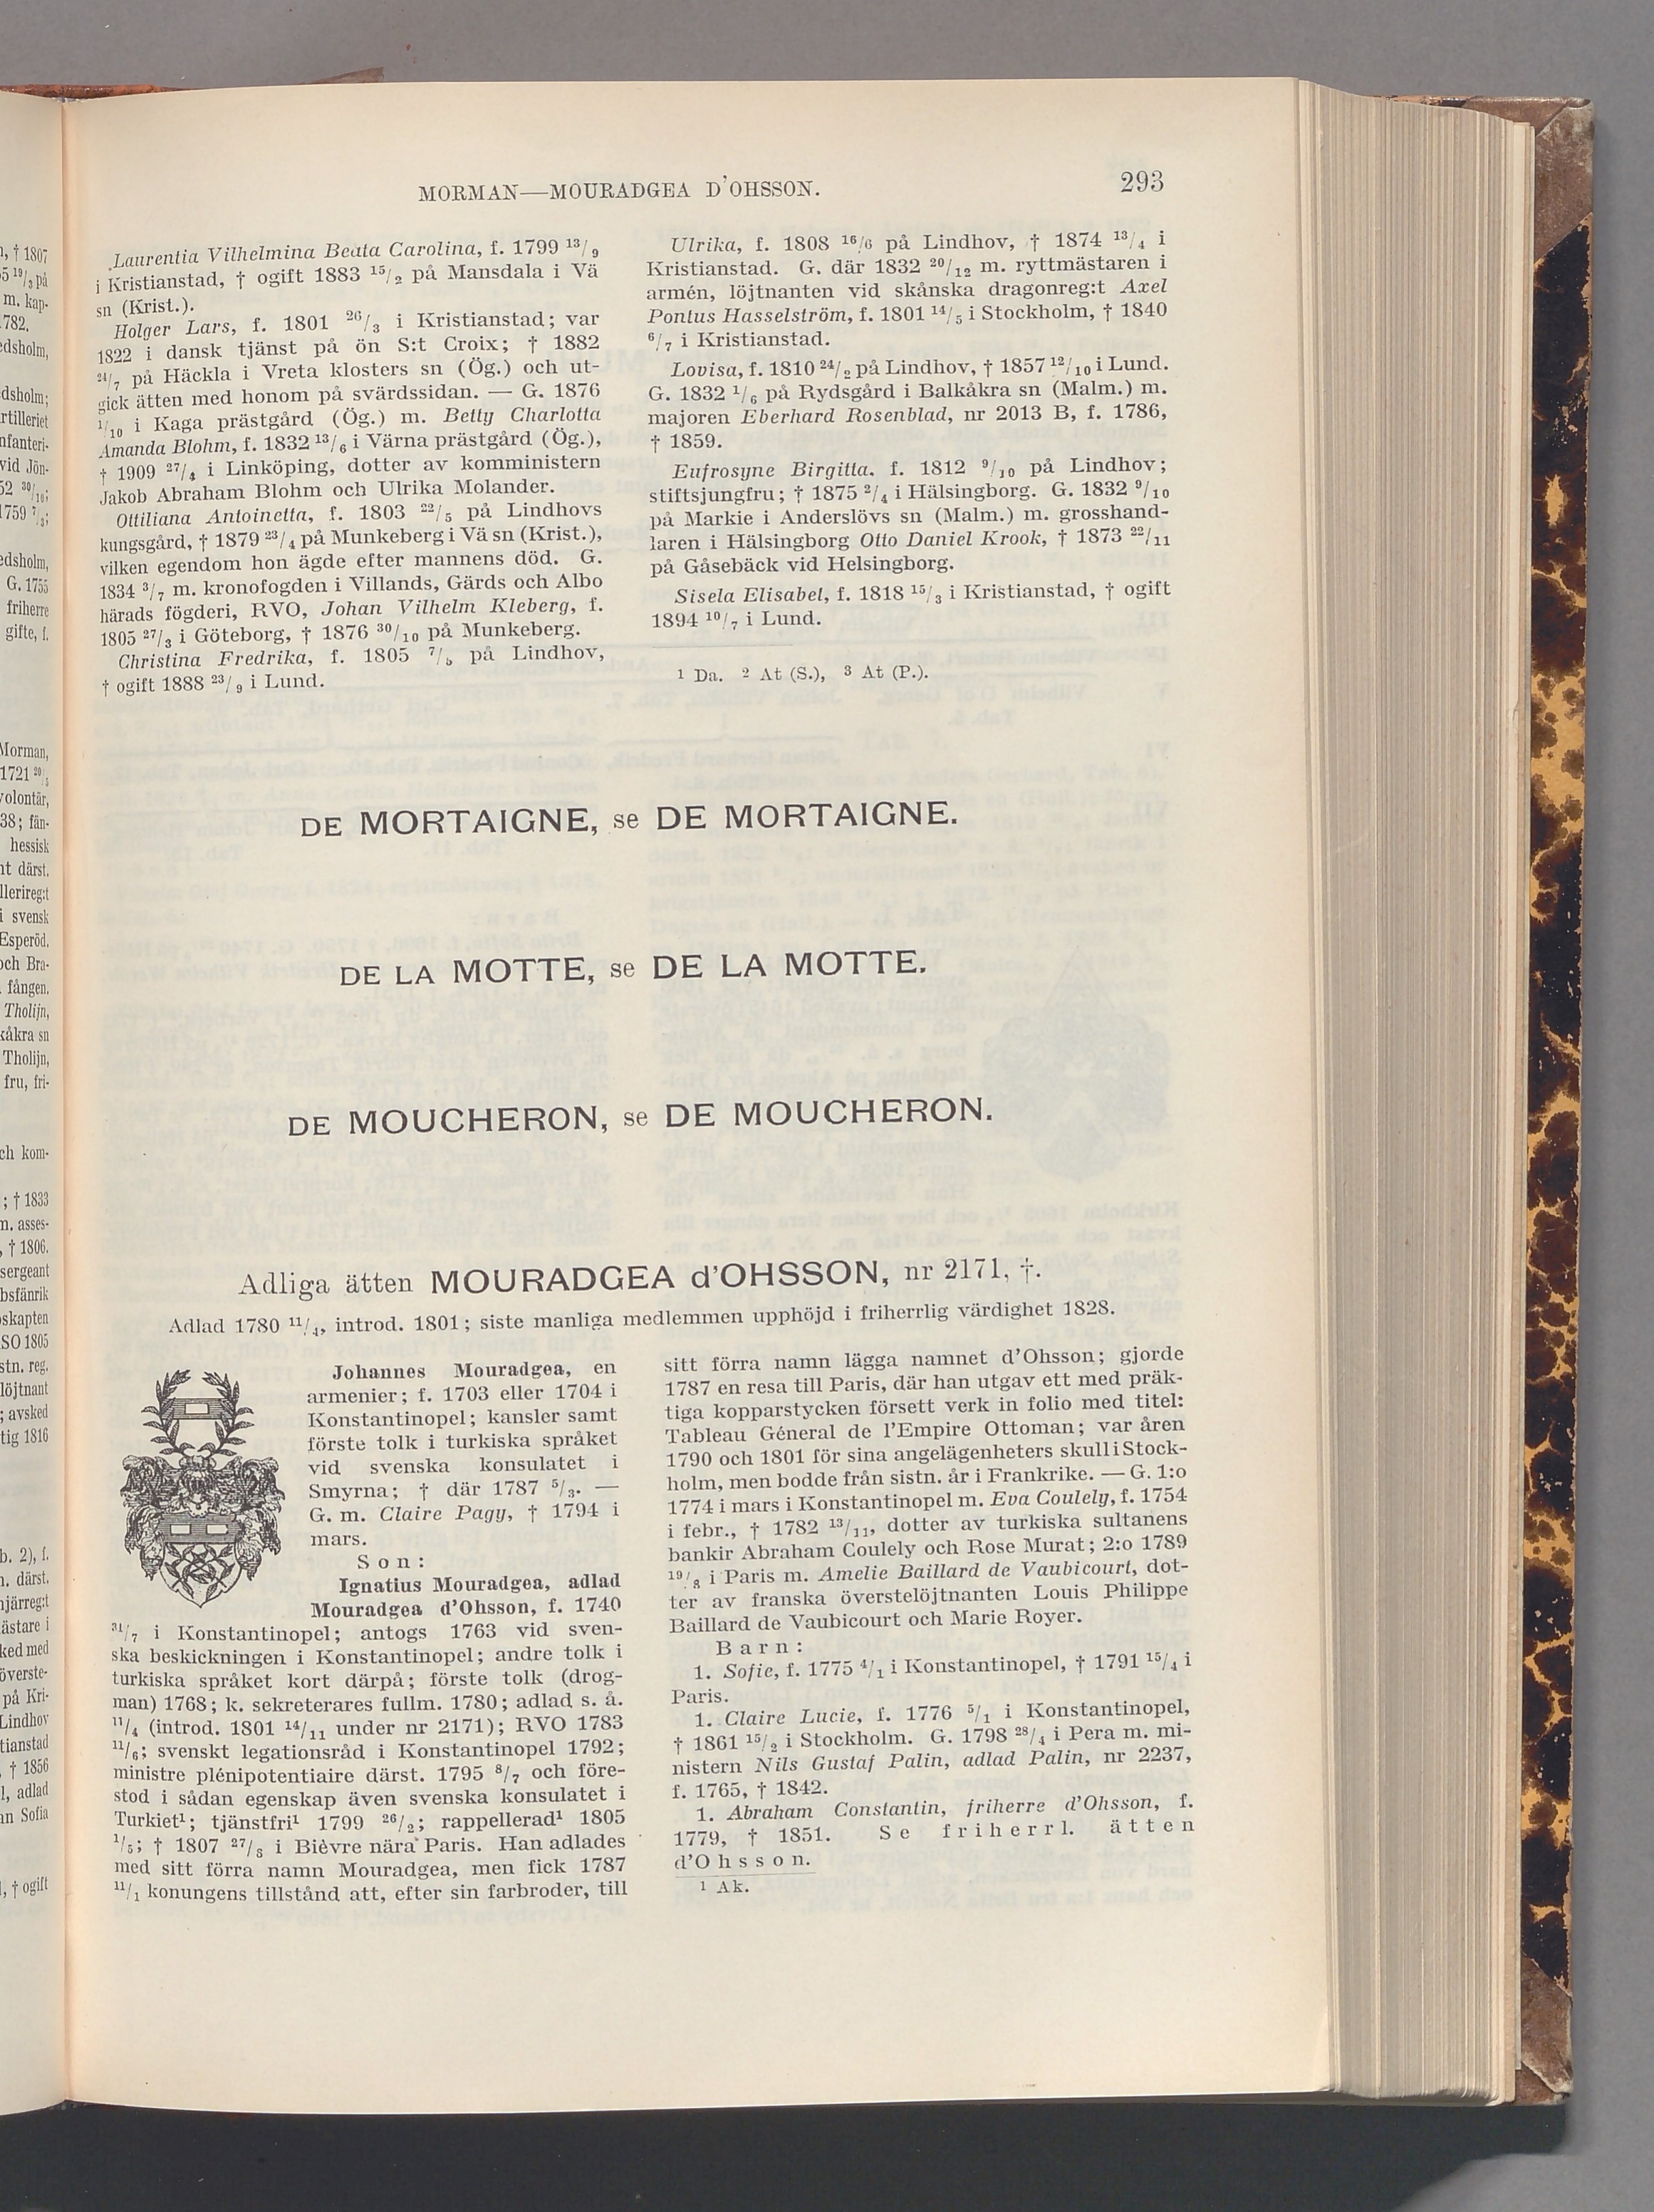 MORMAN—MOURADGEA D'OHSSON.
293
Laurentia Vilhelmina Beata Carolina, f. 1799 13/9
i Kristianstad, † ogift 1883 15/2 på Mansdala i Vä
sn (Krist.).
Holger Lars, f. 1801 26/3 i Kristianstad; var
1822 i dansk tjänst på ön S:t Croix; † 1882
24/7 på Häckla i Vreta klosters sn (Ög.) och ut-
gick ätten med honom på svärdssidan. — G. 1876
1/10 i Kaga prästgård (Ög.) m. Betty Charlotta
Amanda Blohm, f. 1832 13/6 i Värna prästgård (Ög.),
† 1909 27/4 i Linköping, dotter av komministern
Jakob Abraham Blohm och Ulrika Molander.
Ottiliana Antoinetta, f. 1803 22/5 på Lindhovs
kungsgård, † 1879 23/4 på Munkeberg i Vä sn (Krist.),
vilken egendom hon ägde efter mannens död. G.
1834 3/7 m. kronofogden i Villands, Gärds och Albo
härads fögderi, RVO, Johan Vilhelm Kleberg, f.
1805 27/3 i Göteborg, † 1876 30/10 på Munkeberg.
Christina Fredrika, f. 1805 7/5 på Lindhov,
† ogift 1888 23/9 i Lund.
Ulrika, f. 1808 16/6 på Lindhov, † 1874 13/4 i
Kristianstad. G. där 1832 20/12 m. ryttmästaren i
armén, löjtnanten vid skånska dragonreg:t Axel
Pontus Hasselström, f. 1801 14/5 i Stockholm, † 1840
6/7 i Kristianstad.
Lovisa, f. 1810 24/2 på Lindhov, † 1857 12/10 i Lund.
G. 1832 1/6 på Rydsgård i Balkåkra sn (Malm.) m.
majoren Eberhard Rosenblad, nr 2013 B, f. 1786,
† 1859.
Eufrosyne Birgitta. f. 1812 9/10 på Lindhov;
stiftsjungfru; † 1875 2/4 i Hälsingborg. G. 1832 9/10
på Markie i Anderslövs sn (Malm.) m. grosshand-
laren i Hälsingborg Otto Daniel Krook, † 1873 22/11
på Gåsebäck vid Helsingborg.
Sisela Elisabet, f. 1818 15/3 i Kristianstad, † ogift
1894 10/7 i Lund.
1 Da. 2 At (S.), 3 At (P.).
DE MORTAIGNE, se DE MORTAIGNE.
DE LA MOTTE, se DE LA MOTTE.
DE MOUCHERON, se DE MOUCHERON.
Adliga ätten MOURADGEA d'OHSSON, nr 2171, †.
Adlad 1780 11/4, introd. 1801; siste manliga medlemmen upphöjd i friherrlig värdighet 1828.
Johannes Mouradgea, en
armenier; f. 1703 eller 1704 i
Konstantinopel; kansler samt
förste tolk i turkiska språket
vid svenska konsulatet i
Smyrna; † där 1787 5/3. —
G. m. Claire Pagy, † 1794 i
mars.
Son:
Ignatius Mouradgea, adlad
Mouradgea d'Ohsson, f. 1740
31/7 i Konstantinopel; antogs 1763 vid sven-
ska beskickningen i Konstantinopel; andre tolk i
turkiska språket kort därpå; förste tolk (drog-
man) 1768; k. sekreterares fullm. 1780; adlad s. å.
11/4 (introd. 1801 14/11 under nr 2171); RVO 1783
11/6; svenskt legationsråd i Konstantinopel 1792;
ministre plénipotentiaire därst. 1795 8/7 och före-
stod i sådan egenskap även svenska konsulatet i
Turkiet1; tjänstfri1 1799 26/2; rappellerad1 1805
1/5; † 1807 27/8 i Bièvre nära Paris. Han adlades
med sitt förra namn Mouradgea, men fick 1787
11/1 konungens tillstånd att, efter sin farbroder, till
sitt förra namn lägga namnet d'Ohsson; gjorde
1787 en resa till Paris, där han utgav ett med präk-
tiga kopparstycken försett verk in folio med titel:
Tableau Géneral de l'Empire Ottoman; var åren
1790 och 1801 för sina angelägenheters skull i Stock-
holm, men bodde från sistn. år i Frankrike. — G. 1:o
1774 i mars i Konstantinopel m. Eva Coulely, f. 1754
i febr., † 1782 13/11, dotter av turkiska sultanens
bankir Abraham Coulely och Rose Murat; 2:o 1789
19/8 i Paris m. Amelie Baillard de Vaubicourt, dot-
ter av franska överstelöjtnanten Louis Philippe
Baillard de Vaubicourt och Marie Royer.
Barn:
1. Sofie, f. 1775 4/1 i Konstantinopel, † 1791 15/4 i
Paris.
1. Claire Lucie, f. 1776 5/1 i Konstantinopel,
† 1861 15/2 i Stockholm. G. 1798 28/4 i Pera m. mi-
nistern Nils Gustaf Palin, adlad Palin, nr 2237,
f. 1765, † 1842.
1. Abraham Constantin, friherre d'Ohsson, f.
1779, † 1851. Se friherrl. ätten
d'Ohsson.
1 Ak.